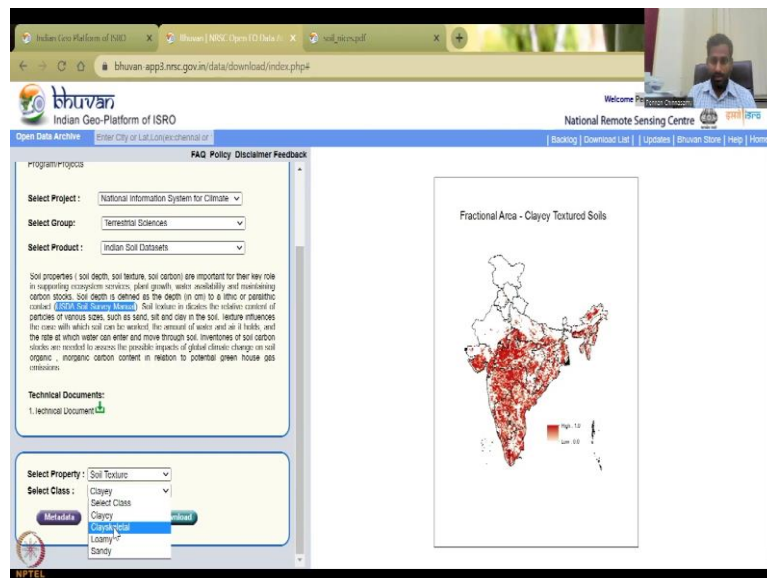 Indian Geo Platform of ISRO X
Bhuvan | NRSC Open EO Data X
soil_nices.pdf X +
bhuvan-app3.nrsc.gov.in/data/download/index.php#
bhuvan
Indian Geo-Platform of ISRO
Welcome
Ponnan Chinnasamy
National Remote Sensing Centre
Open Data Archive
| Backlog | Download List | | Updates | Bhuvan Store | Help | Home
FAQ Policy Disclaimer Feedback
Program/Projects
Select Project : National Information System for Climate
Select Group: Terrestrial Sciences
Select Product : Indian Soil Datasets
Soil properties ( soil depth, soil texture, soil carbon) are important for their key role
in supporting ecosystem services, plant growth, water availability and maintaining
carbon stocks. Soil depth is defined as the depth (in cm) to a lithic or paralithic
contact (USDA Soil Survey Manual). Soil texture indicates the relative content of
particles of various sizes, such as sand, silt and clay in the soil. Texture influences
the ease with which soil can be worked, the amount of water and air it holds, and
the rate at which water can enter and move through soil. Inventories of soil carbon
stocks are needed to assess the possible impacts of global climate change on soil
organic , inorganic carbon content in relation to potential green house gas
emissions
Technical Documents:
1. Technical Document
Select Property : Soil Texture
Select Class : Clayey
Select Class
Clayey
Clayskeletal
Loamy
Sandy
Metadata
Fractional Area - Clayey Textured Soils
High : 1.0
Low : 0.0
NPTEL